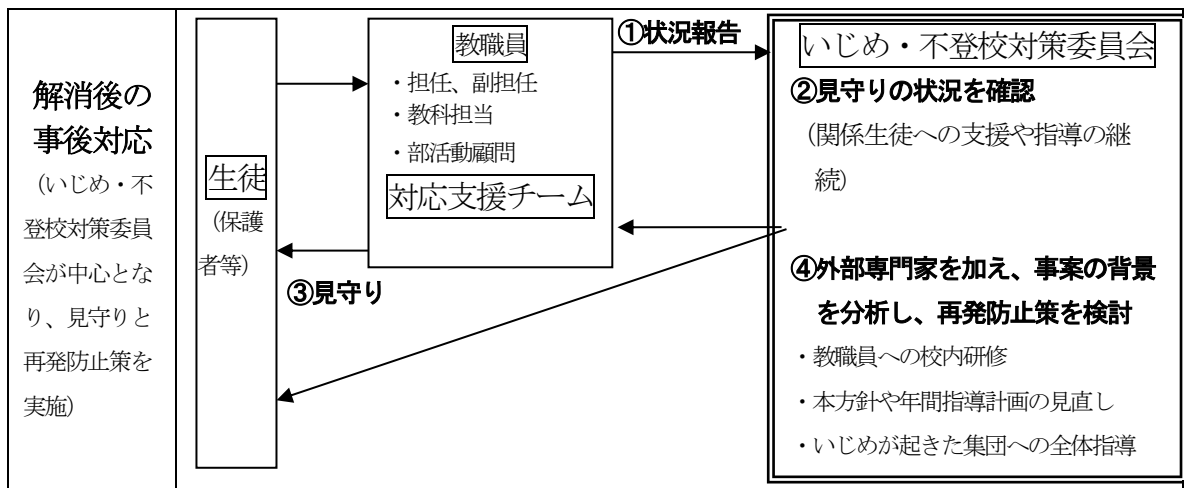 解消後の
事後対応
（いじめ・不
登校対策委員
会が中心とな
り、見守りと
再発防止策を
実施）
生徒
（保護
者等）
教職員
・担任、副担任
・教科担当
・部活動顧問
対応支援チーム
①状況報告
③見守り
いじめ・不登校対策委員会
②見守りの状況を確認
（関係生徒への支援や指導の継
続）
④外部専門家を加え、事案の背景
を分析し、再発防止策を検討
・教職員への校内研修
・本方針や年間指導計画の見直し
・いじめが起きた集団への全体指導